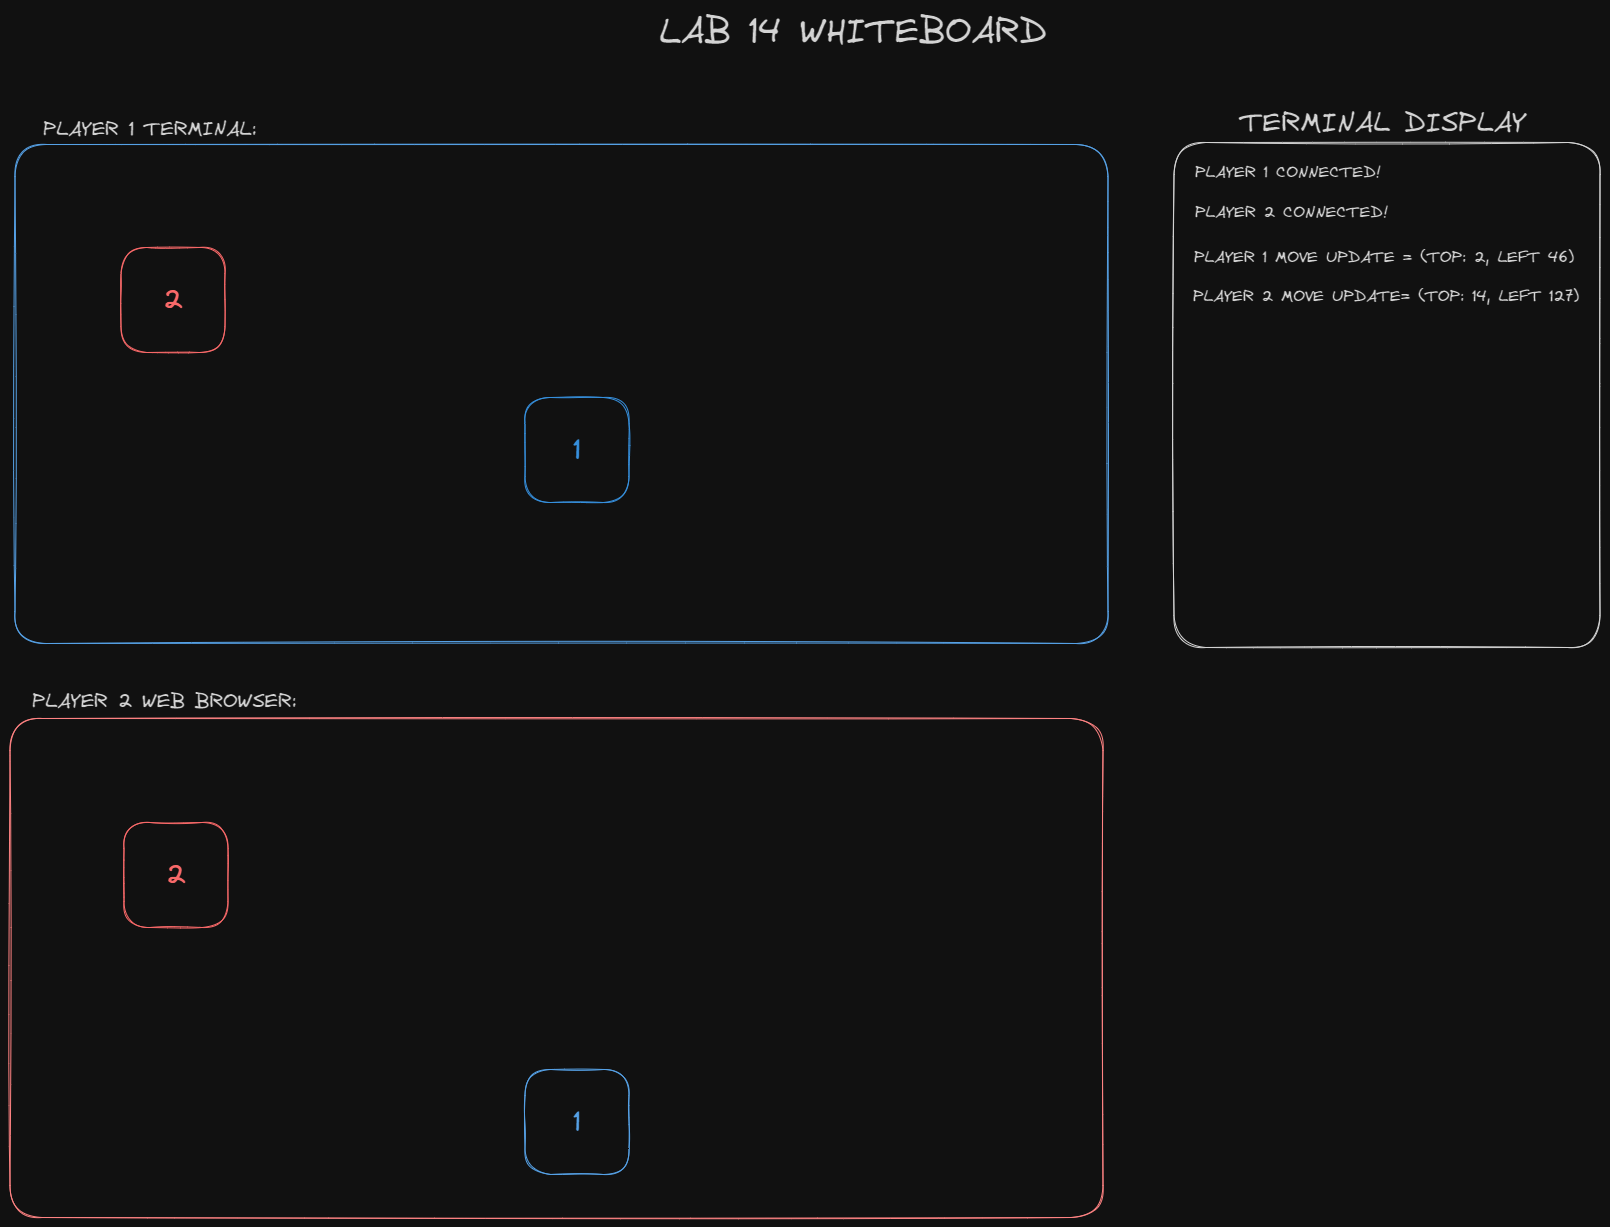 LAB 14 WHITEBOARD
PLAYER 1 TERMINAL:
2
1
TERMINAL DISPLAY
PLAYER 1 CONNECTED!
PLAYER 2 CONNECTED!
PLAYER 1 MOVE UPDATE = (TOP: 2, LEFT 46)
PLAYER 2 MOVE UPDATE= (TOP: 14, LEFT 127)
PLAYER 2 WEB BROWSER:
2
1